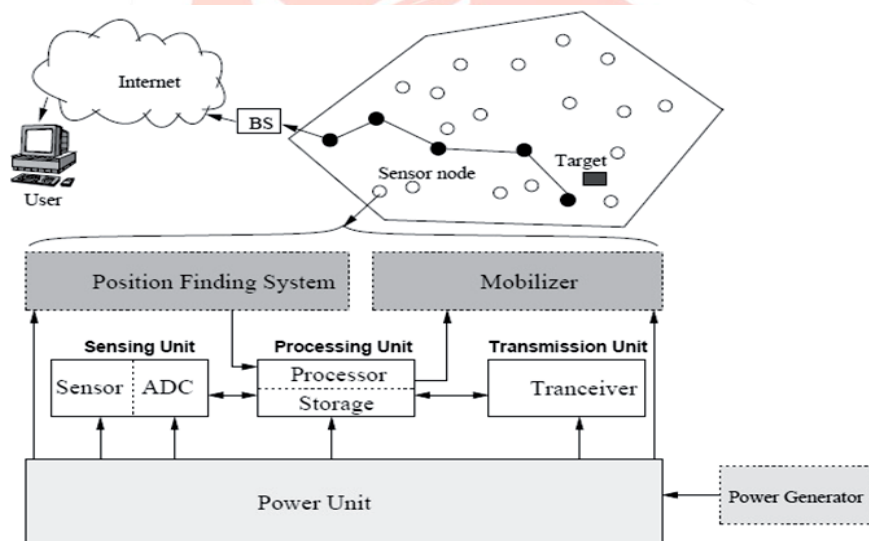 Internet
BS
User
Sensor node
Target
Position Finding System
Mobilizer
Sensing Unit
Processing Unit
Transmission Unit
Sensor
ADC
Processor
Storage
Tranceiver
Power Unit
Power Generator